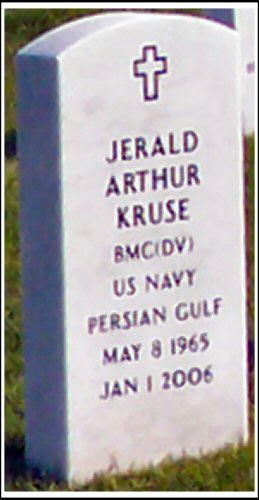 JERALD
ARTHUR
KRUSE
BMC(DV)
US NAVY
PERSIAN GULF
MAY 8 1965
JAN 1 2006